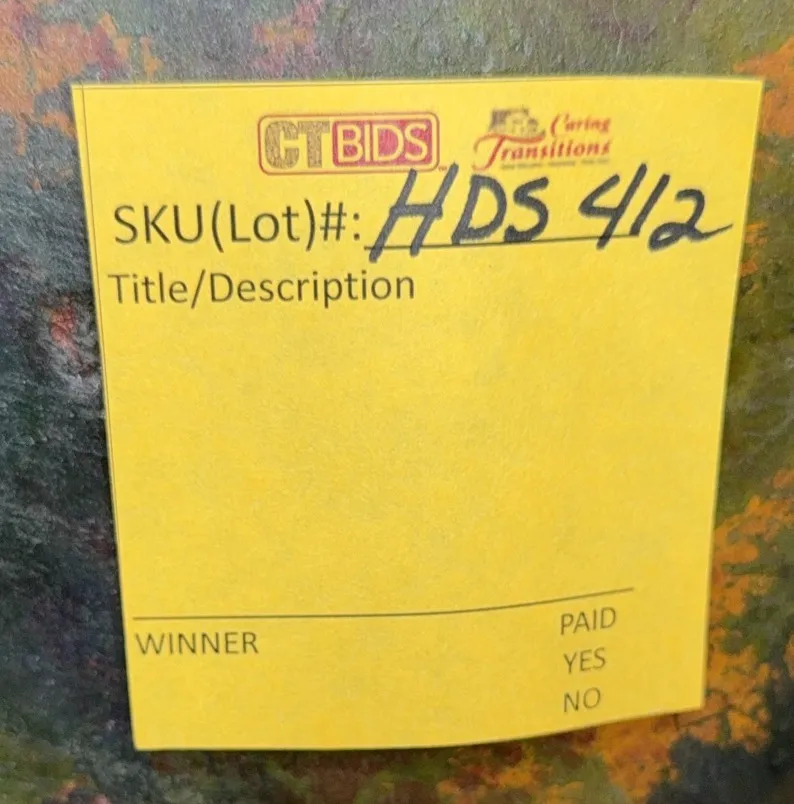 CTBIDS
Caring
Transitions
SKU(Lot)#: HDS 412
Title/Description
WINNER
PAID
YES
NO